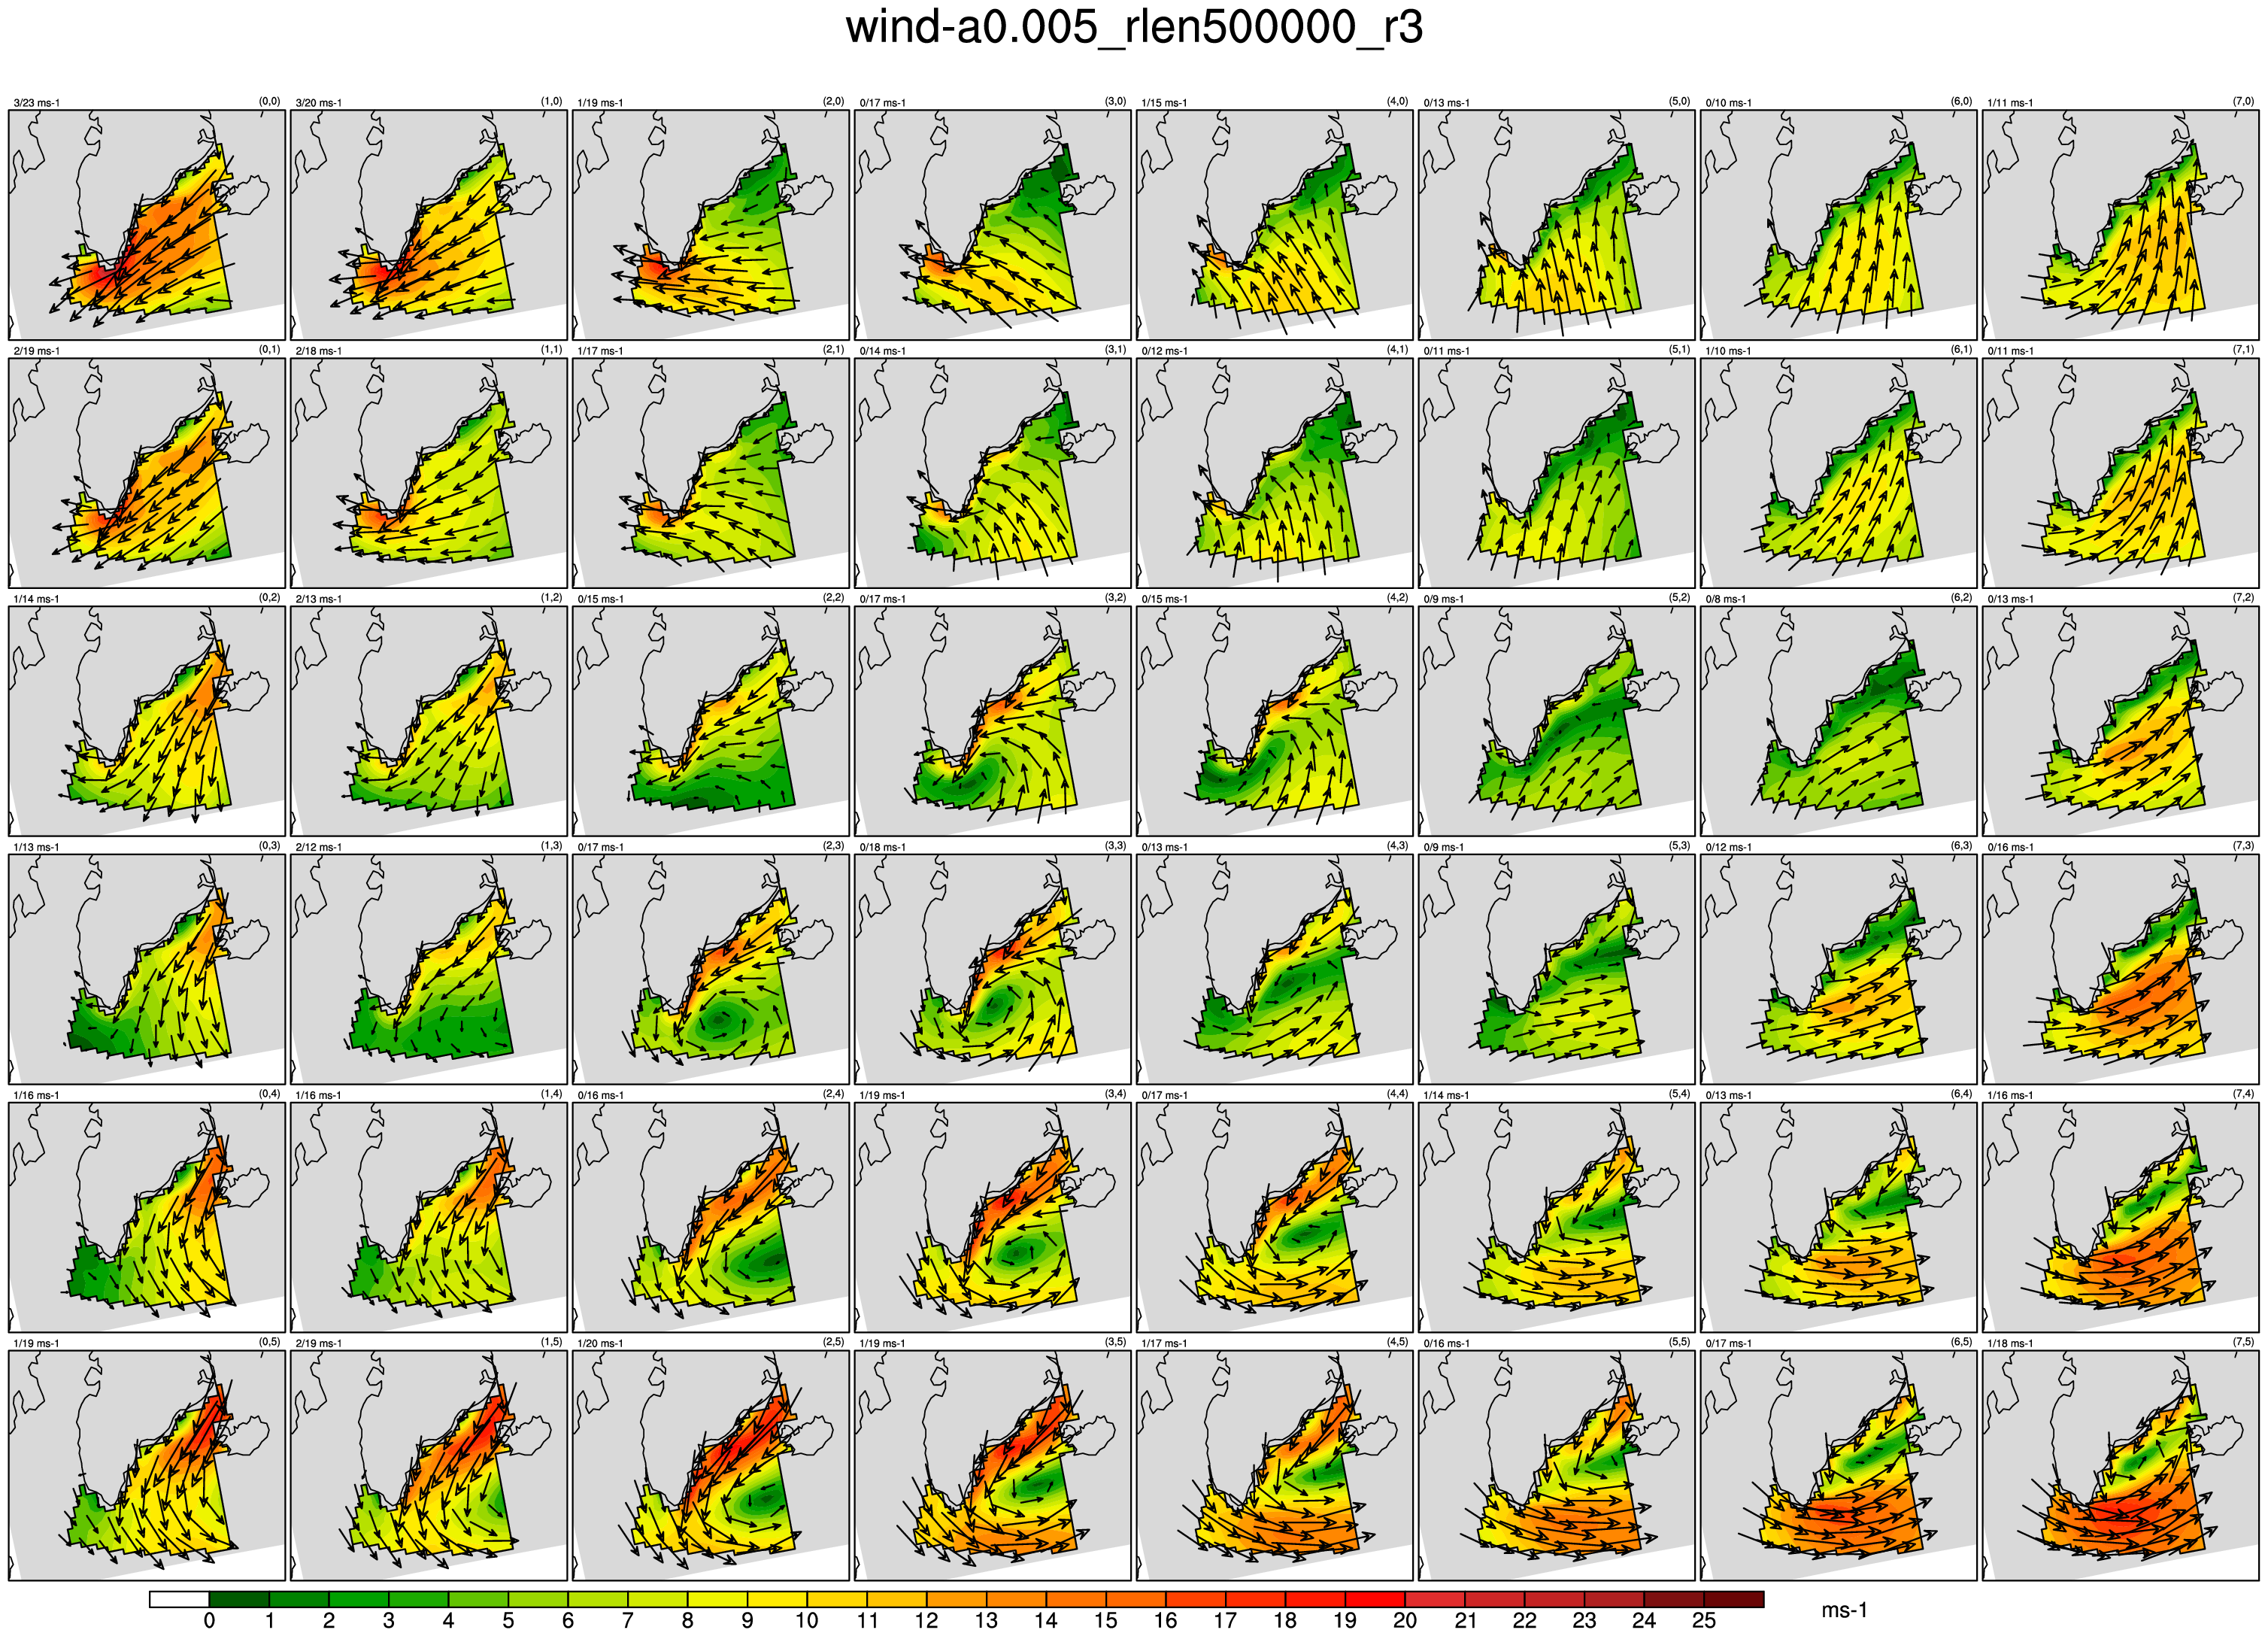 wind-a0.005_rlen500000_r3
3/23 ms-1 (0,0) 3/20 ms-1 (1,0) 1/19 ms-1 (2,0) 0/17 ms-1 (3,0) 1/15 ms-1 (4,0) 0/13 ms-1 (5,0) 0/10 ms-1 (6,0) 1/11 ms-1 (7,0)
2/19 ms-1 (0,1) 2/18 ms-1 (1,1) 1/17 ms-1 (2,1) 0/14 ms-1 (3,1) 0/12 ms-1 (4,1) 0/11 ms-1 (5,1) 1/10 ms-1 (6,1) 0/11 ms-1 (7,1)
1/14 ms-1 (0,2) 2/13 ms-1 (1,2) 0/15 ms-1 (2,2) 0/17 ms-1 (3,2) 0/15 ms-1 (4,2) 0/9 ms-1 (5,2) 0/8 ms-1 (6,2) 0/13 ms-1 (7,2)
1/13 ms-1 (0,3) 2/12 ms-1 (1,3) 0/17 ms-1 (2,3) 0/18 ms-1 (3,3) 0/13 ms-1 (4,3) 0/9 ms-1 (5,3) 0/12 ms-1 (6,3) 0/16 ms-1 (7,3)
1/16 ms-1 (0,4) 1/16 ms-1 (1,4) 0/16 ms-1 (2,4) 1/19 ms-1 (3,4) 0/17 ms-1 (4,4) 1/14 ms-1 (5,4) 0/13 ms-1 (6,4) 1/16 ms-1 (7,4)
1/19 ms-1 (0,5) 2/19 ms-1 (1,5) 1/20 ms-1 (2,5) 1/19 ms-1 (3,5) 1/17 ms-1 (4,5) 0/16 ms-1 (5,5) 0/17 ms-1 (6,5) 1/18 ms-1 (7,5)
0 1 2 3 4 5 6 7 8 9 10 11 12 13 14 15 16 17 18 19 20 21 22 23 24 25 ms-1